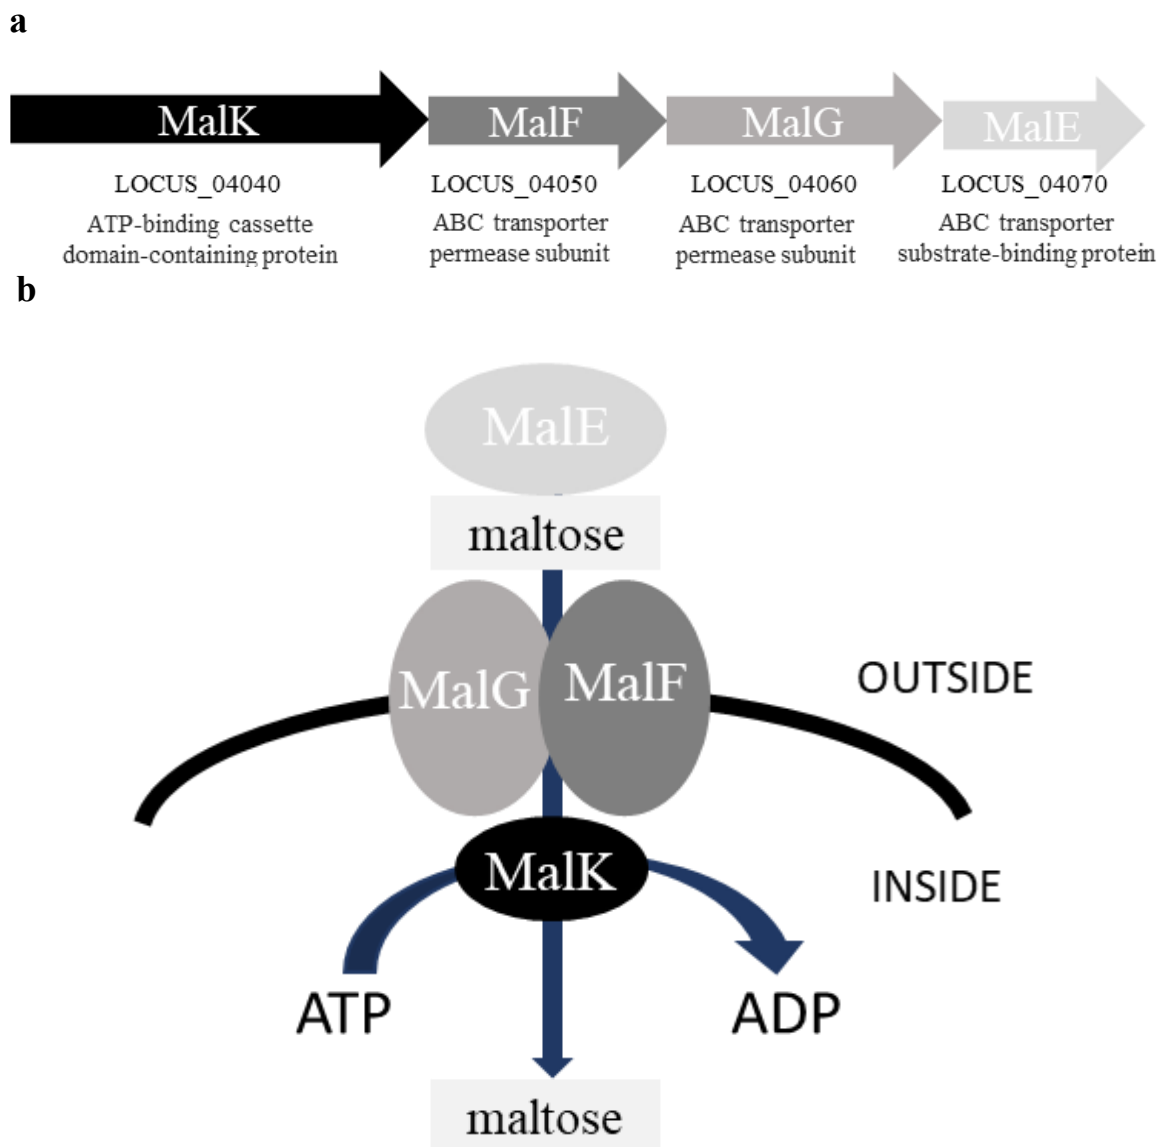 a
MalK MalF MalG MalE
LOCUS_04040 LOCUS_04050 LOCUS_04060 LOCUS_04070
ATP-binding cassette ABC transporter ABC transporter ABC transporter
domain-containing protein permease subunit permease subunit substrate-binding protein
b
MalE
maltose
MalG MalF
OUTSIDE
MalK
INSIDE
ATP ADP
maltose